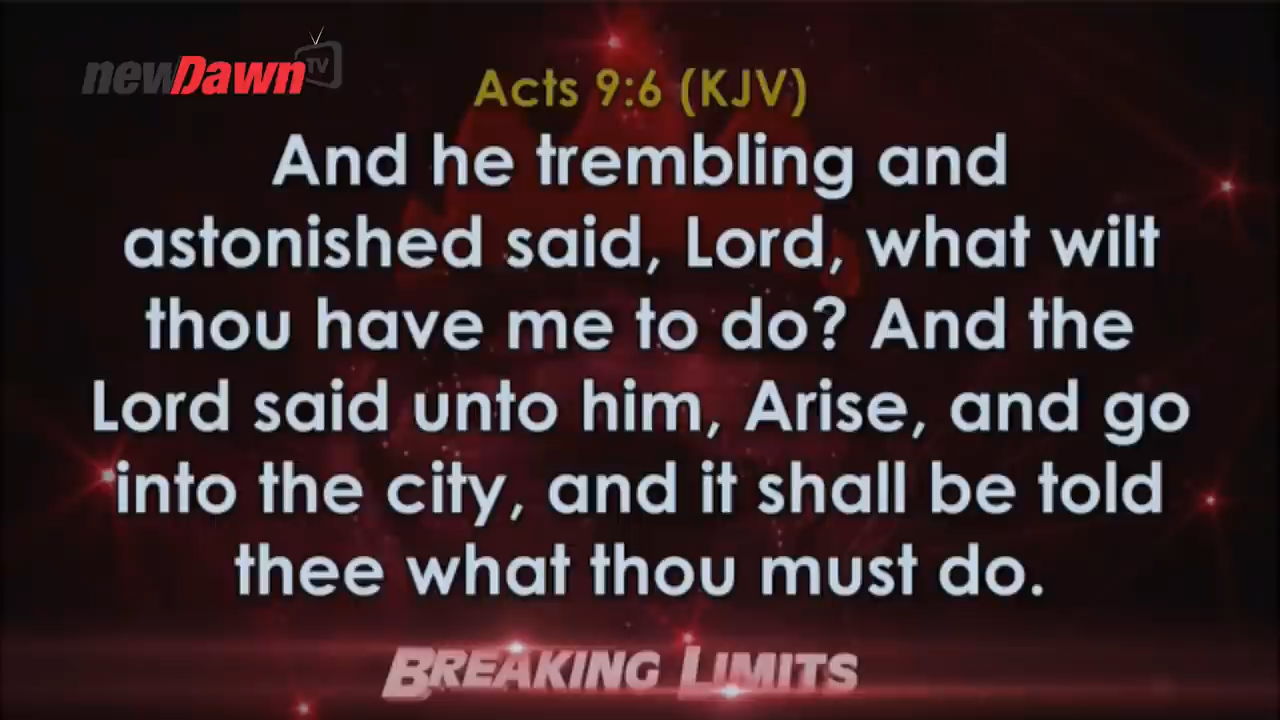 newDawn TV
Acts 9:6 (KJV)
And he trembling and
astonished said, Lord, what wilt
thou have me to do? And the
Lord said unto him, Arise, and go
into the city, and it shall be told
thee what thou must do.
BREAKING LIMITS